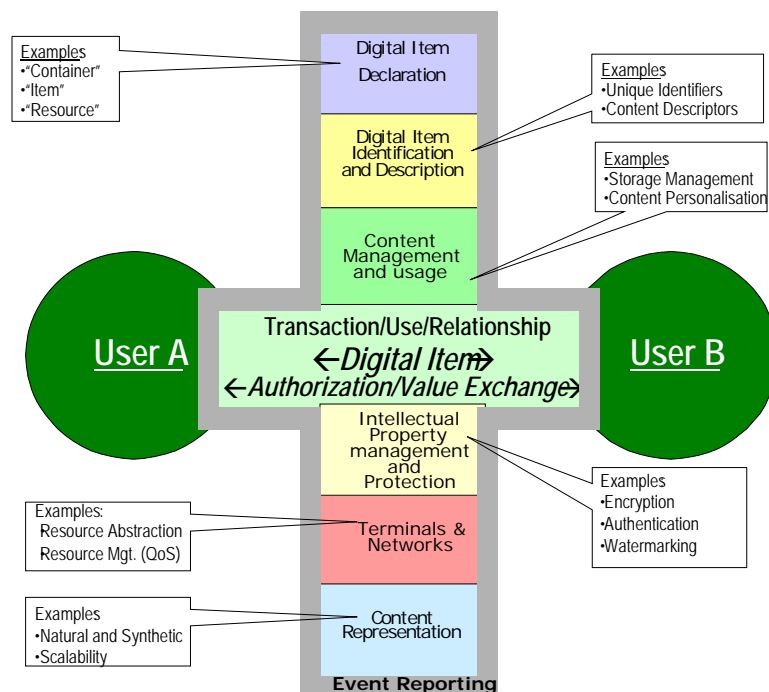 Digital Item
Declaration
Examples
•"Container"
•"Item"
•"Resource"
Examples
•Unique Identifiers
•Content Descriptors
Digital Item
Identification
and Description
Examples
•Storage Management
•Content Personalisation
Content
Management
and usage
User A
Transaction/Use/Relationship
←Digital Item→
←Authorization/Value Exchange→
User B
Intellectual
Property
management
and
Protection
Examples
•Encryption
•Authentication
•Watermarking
Examples:
•Resource Abstraction
•Resource Mgt. (QoS)
Terminals &
Networks
Examples
•Natural and Synthetic
•Scalability
Content
Representation
Event Reporting